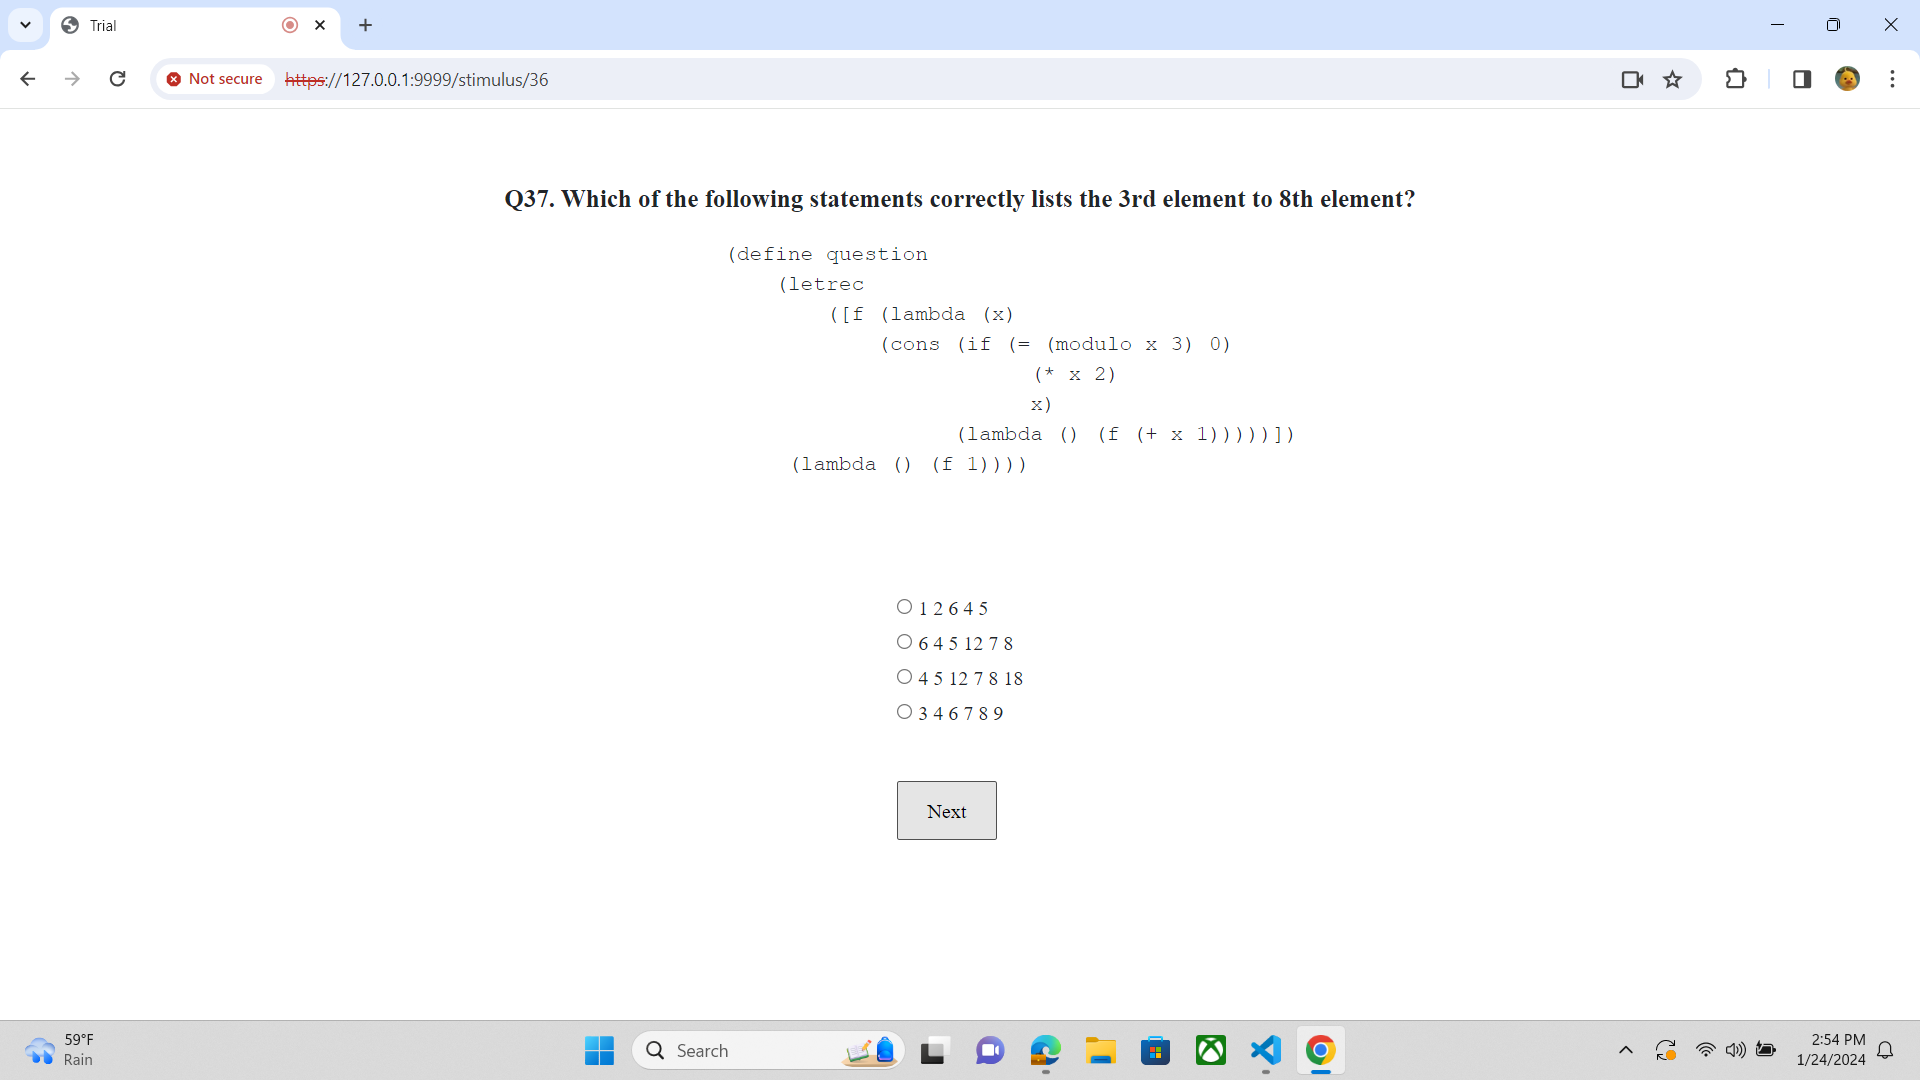 Trial
Not secure https://127.0.0.1:9999/stimulus/36
Q37. Which of the following statements correctly lists the 3rd element to 8th element?
(define question
(letrec
([f (lambda (x)
(cons (if (= (modulo x 3) 0)
(* x 2)
x)
(lambda () (f (+ x 1)))))])
(lambda () (f 1))))
1 2 6 4 5
6 4 5 12 7 8
4 5 12 7 8 18
3 4 6 7 8 9
Next
59°F
Rain
Search
2:54 PM
1/24/2024